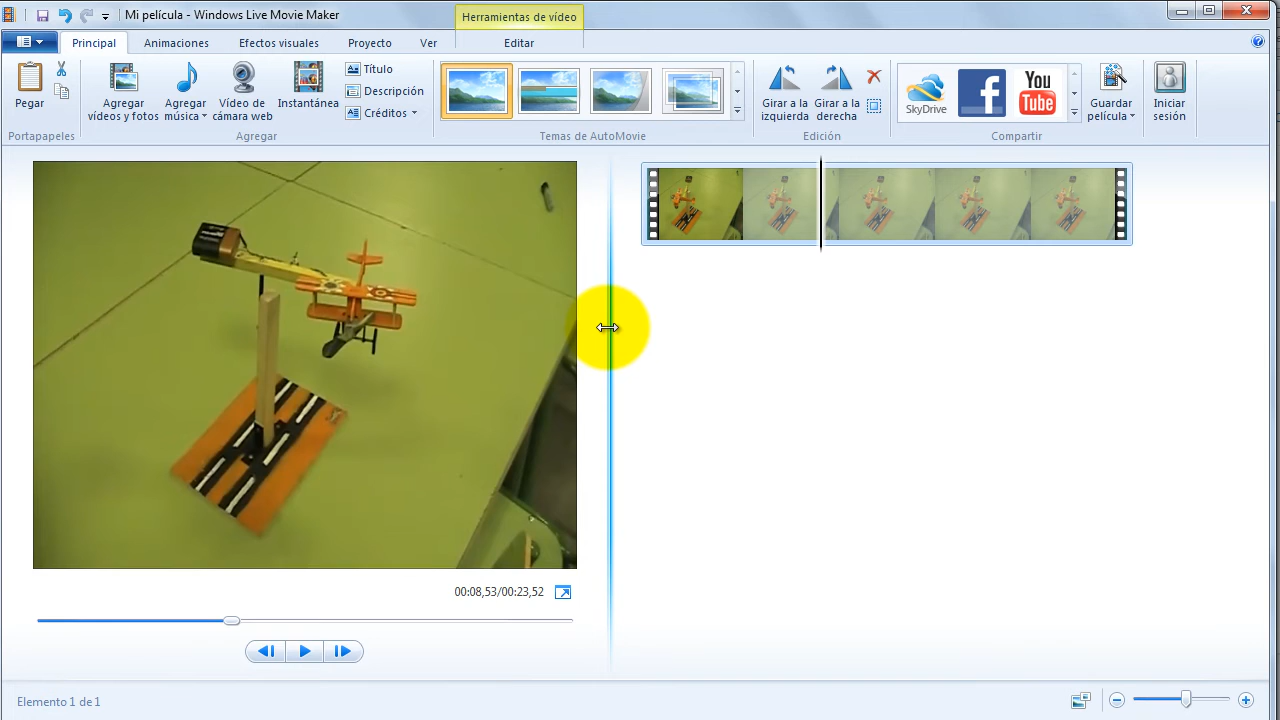 Mi película - Windows Live Movie Maker
Herramientas de vídeo
Principal
Animaciones
Efectos visuales
Proyecto
Ver
Editar
Pegar
Agregar vídeos y fotos
Agregar música
Vídeo de cámara web
Instantánea
Título
Descripción
Créditos
Girar a la izquierda
Girar a la derecha
SkyDrive
You Tube
Guardar película
Iniciar sesión
Portapapeles
Agregar
Temas de AutoMovie
Edición
Compartir
00:08,53/00:23,52
Elemento 1 de 1